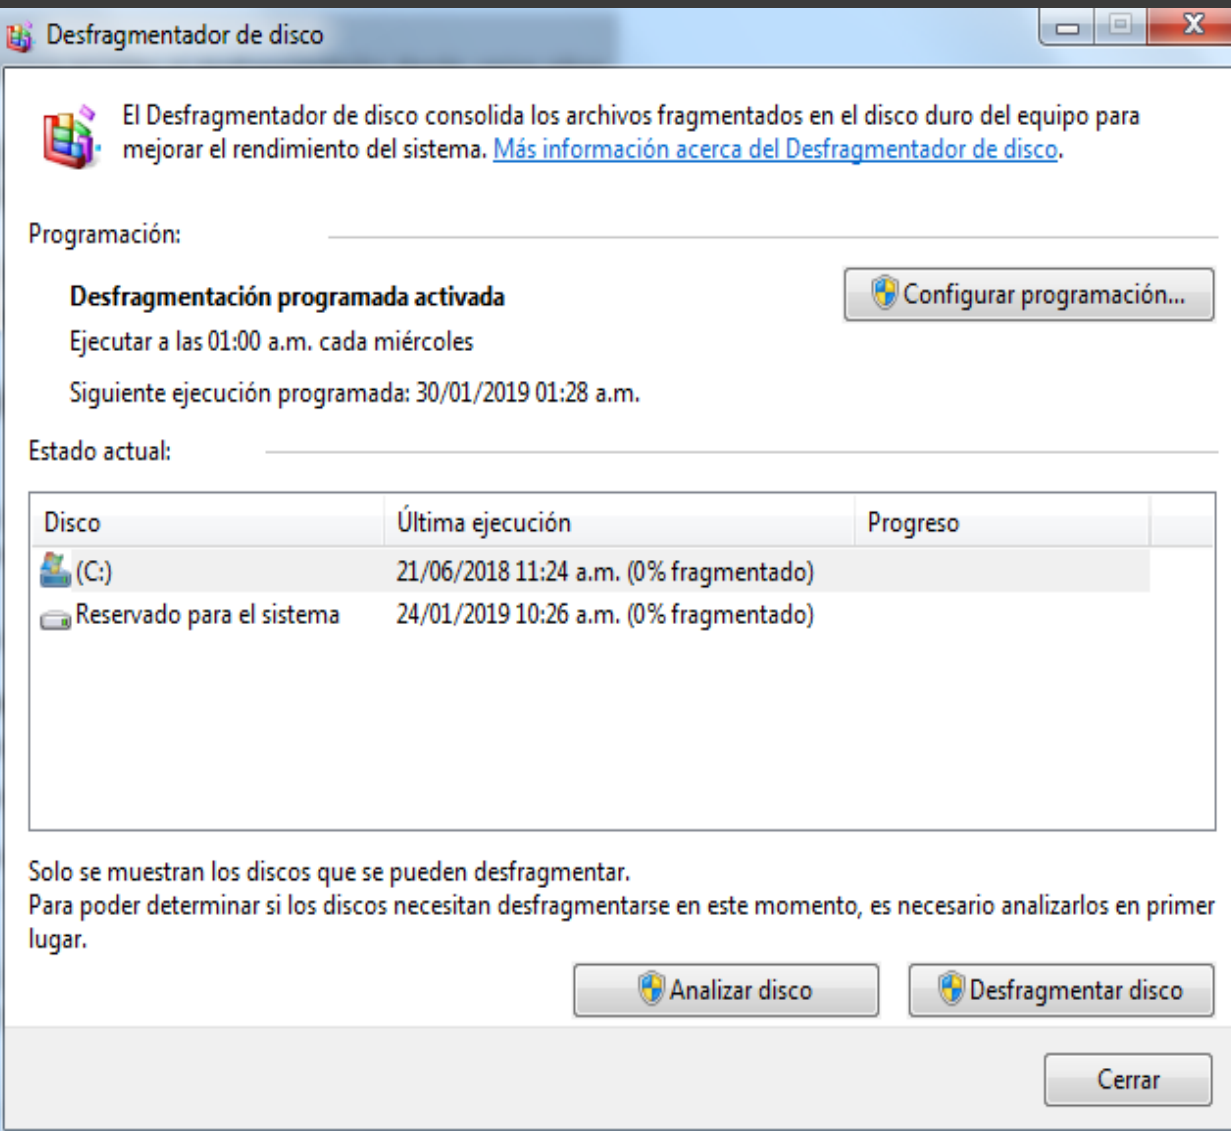 Desfragmentador de disco
El Desfragmentador de disco consolida los archivos fragmentados en el disco duro del equipo para
mejorar el rendimiento del sistema. Más información acerca del Desfragmentador de disco.
Programación:
Desfragmentación programada activada
Configurar programación...
Ejecutar a las 01:00 a.m. cada miércoles
Siguiente ejecución programada: 30/01/2019 01:28 a.m.
Estado actual:
Disco Última ejecución Progreso
(C:) 21/06/2018 11:24 a.m. (0% fragmentado)
Reservado para el sistema 24/01/2019 10:26 a.m. (0% fragmentado)
Solo se muestran los discos que se pueden desfragmentar.
Para poder determinar si los discos necesitan desfragmentarse en este momento, es necesario analizarlos en primer
lugar.
Analizar disco Desfragmentar disco
Cerrar